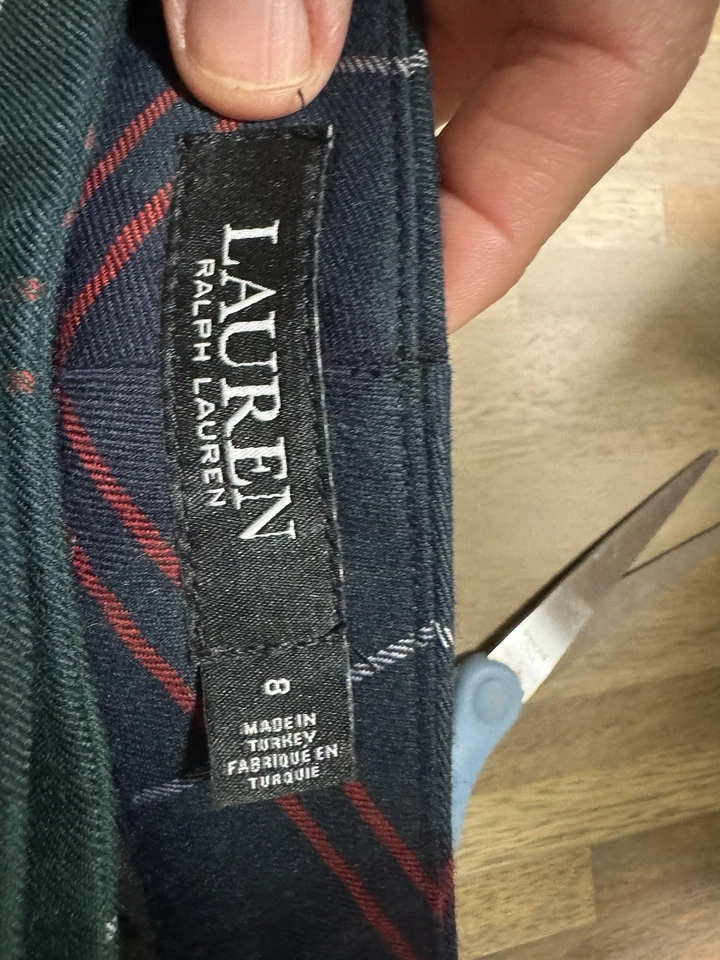 LAUREN
RALPH LAUREN
8
MADE IN
TURKEY
FABRIQUE EN
TURQUIE